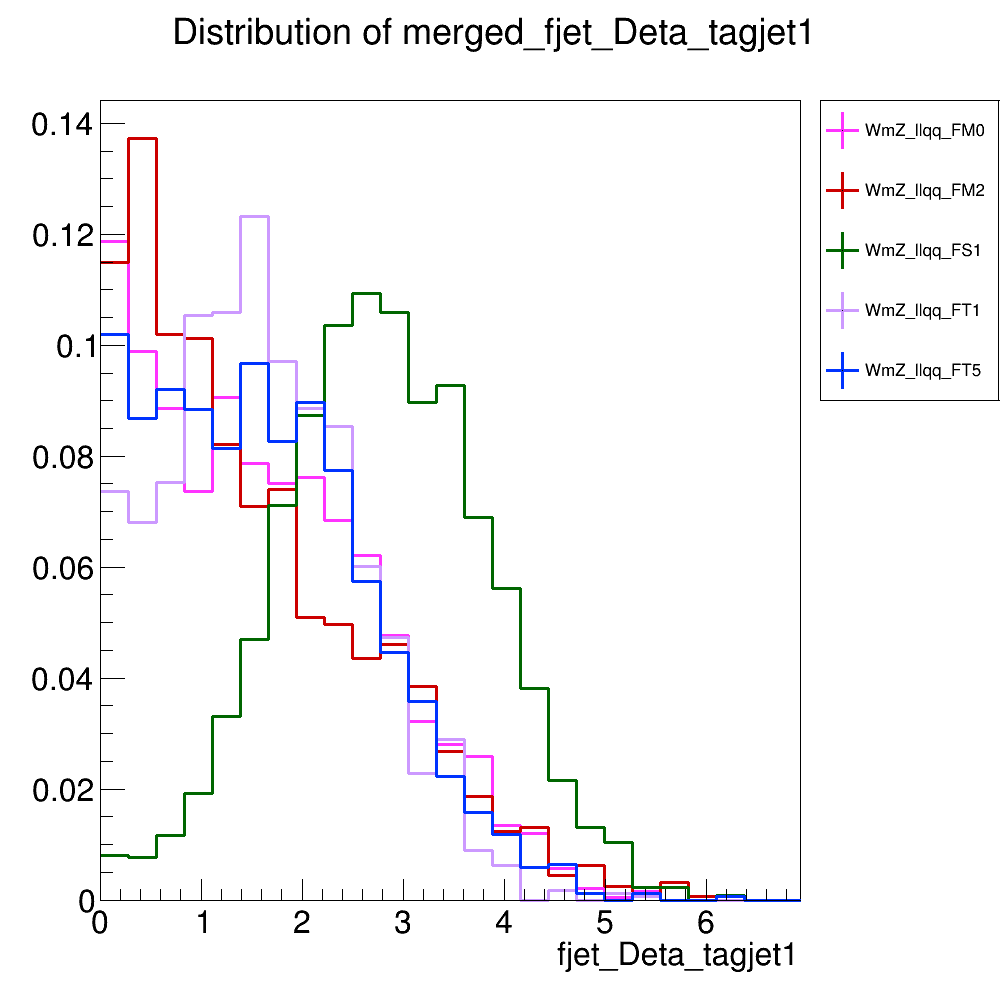 Distribution of merged_fjet_Deta_tagjet1
0.14
0.12
0.1
0.08
0.06
0.04
0.02
0
0 1 2 3 4 5 6
fjet_Deta_tagjet1
WmZ_llqq_FM0
WmZ_llqq_FM2
WmZ_llqq_FS1
WmZ_llqq_FT1
WmZ_llqq_FT5